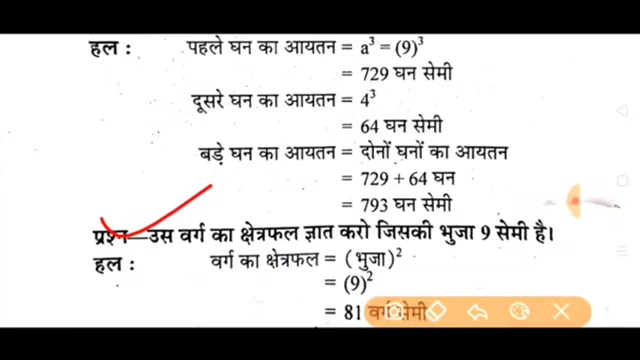 हल : पहले घन का आयतन = a³ = (9)³
= 729 घन सेमी
दूसरे घन का आयतन = 4³
= 64 घन सेमी
बड़े घन का आयतन = दोनों घनों का आयतन
= 729 + 64 घन
= 793 घन सेमी
प्रश्न—उस वर्ग का क्षेत्रफल ज्ञात करो जिसकी भुजा 9 सेमी है।
हल : वर्ग का क्षेत्रफल = (भुजा)²
= (9)²
= 81 वर्ग सेमी